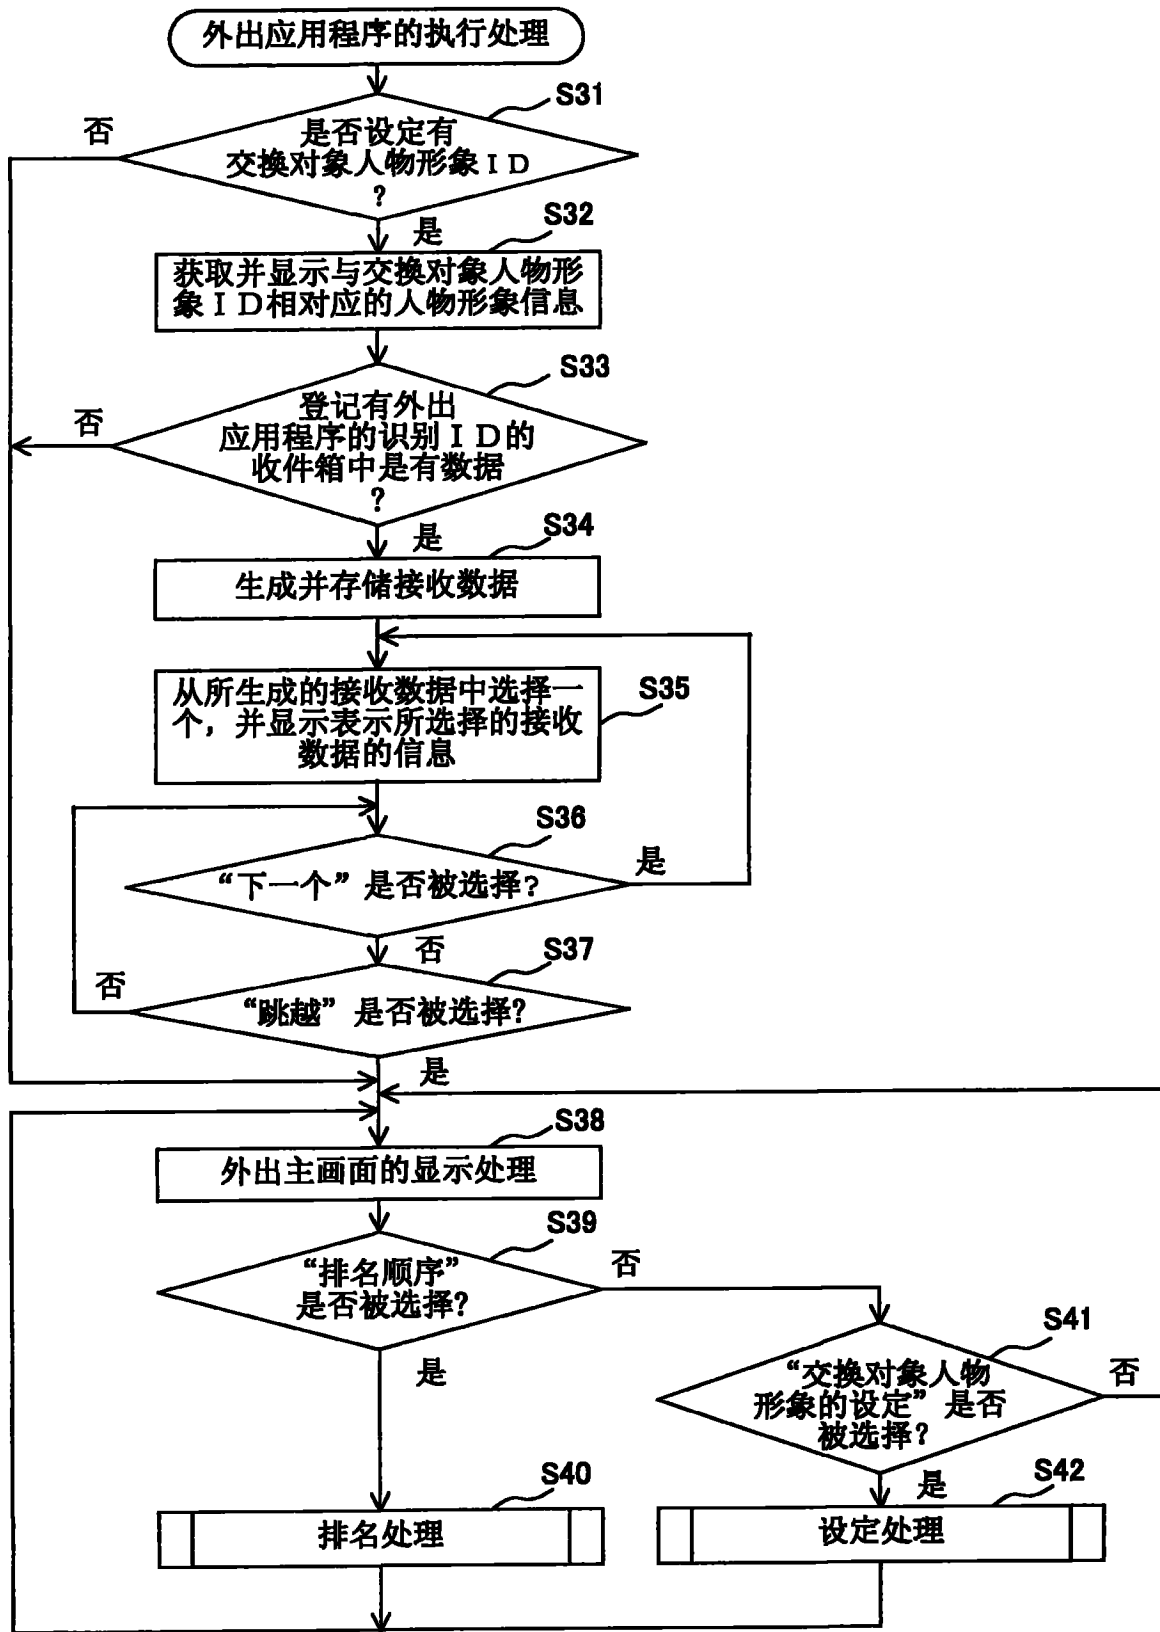 外出应用程序的执行处理
S31
否
是否设定有
交换对象人物形象ID
?
是
S32
获取并显示与交换对象人物形
象ID相对应的人物形象信息
S33
否
登记有外出
应用程序的识别ID的
收件箱中是有数据
?
是
S34
生成并存储接收数据
从所生成的接收数据中选择一
个，并显示表示所选择的接收
数据的信息
S35
S36
“下一个”是否被选择?
是
否
S37
否
“跳越”是否被选择?
是
S38
外出主画面的显示处理
S39
“排名顺序”
是否被选择?
否
是
S41
“交换对象人物
形象的设定”是否
被选择?
否
是
S40
排名处理
S42
设定处理